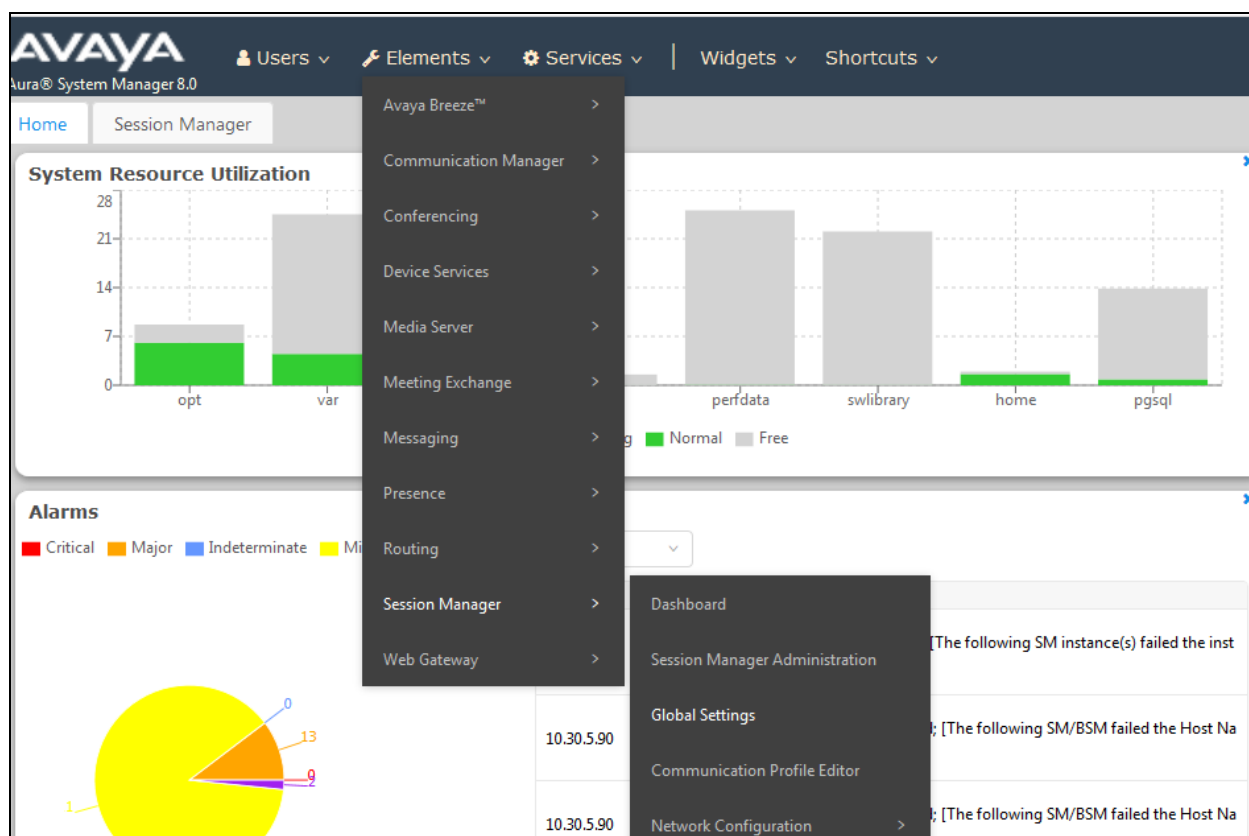 AVAYA
Aura® System Manager 8.0
Users
Elements
Services
Widgets
Shortcuts
Home
Session Manager
Avaya Breeze™
Communication Manager
Conferencing
Device Services
Media Server
Meeting Exchange
Messaging
Presence
Routing
Session Manager
Web Gateway
Dashboard
Session Manager Administration
Global Settings
Communication Profile Editor
Network Configuration
System Resource Utilization
28
21
14
7
0
opt
var
perfdata
swlibrary
home
pgsql
g
Normal
Free
Alarms
Critical
Major
Indeterminate
Mi
0
13
2
1
[The following SM instance(s) failed the inst
10.30.5.90
; [The following SM/BSM failed the Host Na
10.30.5.90
; [The following SM/BSM failed the Host Na